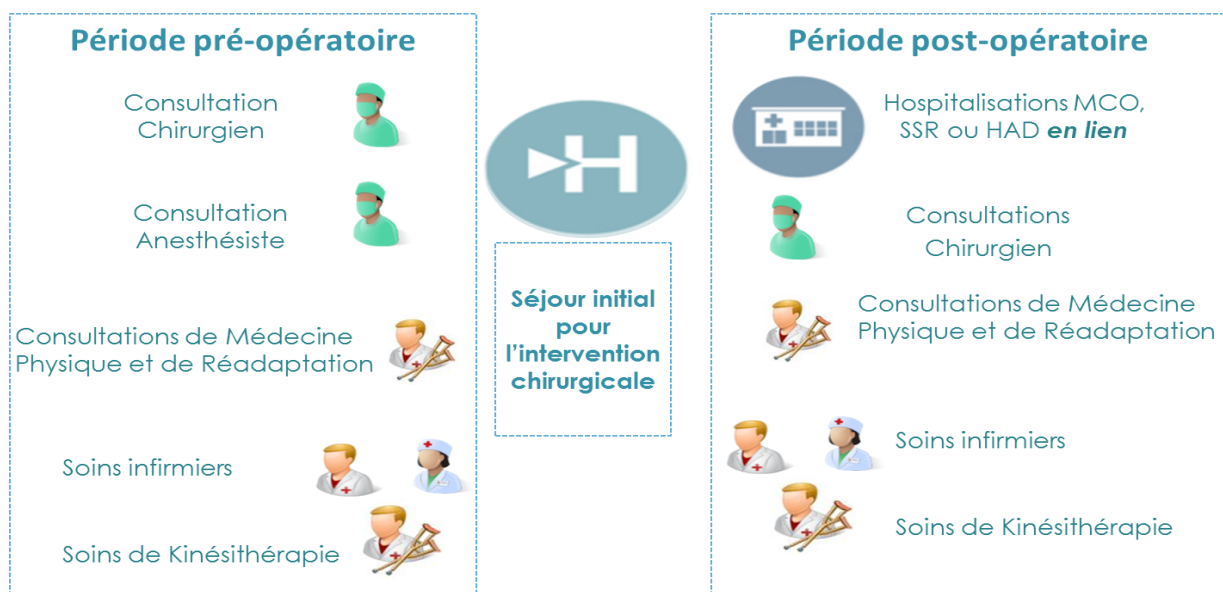 Période pré-opératoire
Consultation
Chirurgien
Consultation
Anesthésiste
Consultations de Médecine
Physique et de Réadaptation
Soins infirmiers
Soins de Kinésithérapie
H
Séjour initial
pour
l'intervention
chirurgicale
Période post-opératoire
Hospitalisations MCO,
SSR ou HAD en lien
Consultations
Chirurgien
Consultations de Médecine
Physique et de Réadaptation
Soins infirmiers
Soins de Kinésithérapie